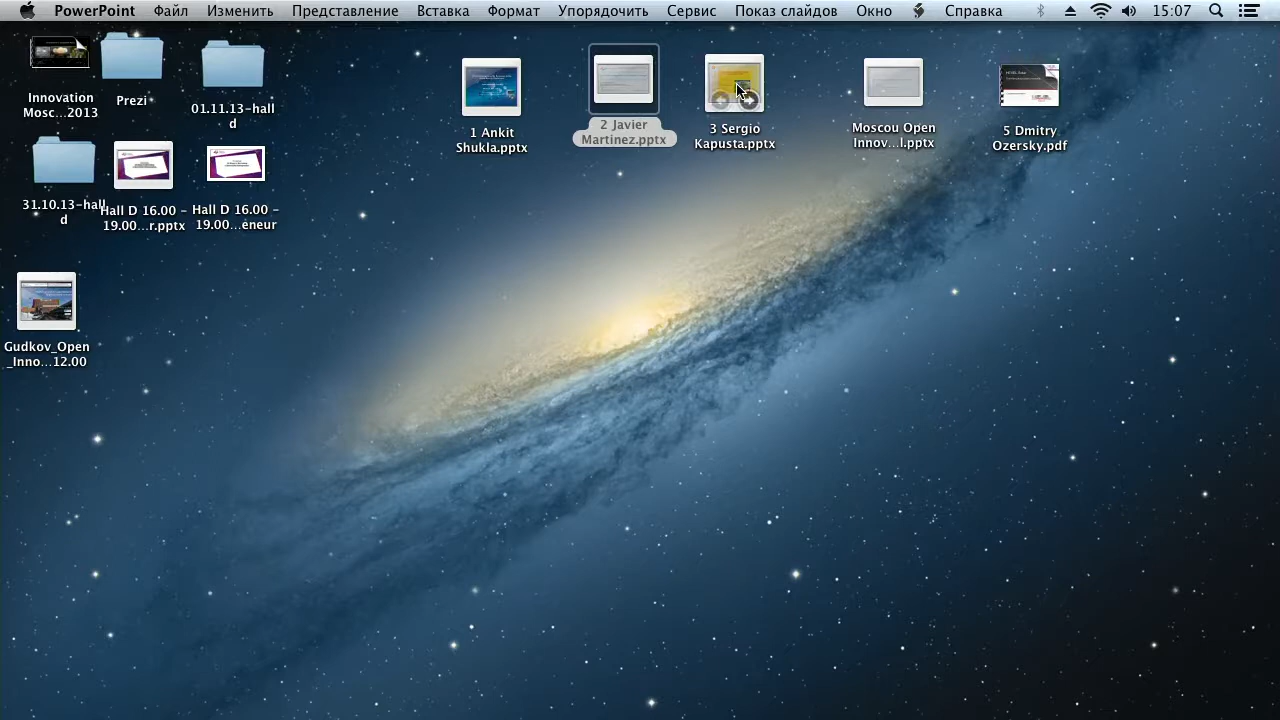 PowerPoint Файл Изменить Представление Вставка Формат Упорядочить Сервис Показ слайдов Окно Справка 15:07
Innovation
Mosc...2013
Prezi
01.11.13-hall
d
1 Ankit
Shukla.pptx
2 Javier
Martinez.pptx
3 Sergio
Kapusta.pptx
Moscou Open
Innov...l.pptx
5 Dmitry
Ozersky.pdf
31.10.13-hall
d
Hall D 16.00 -
19.00...r.pptx
Hall D 16.00 -
19.00...eneur
Gudkov_Open
_Inno...12.00